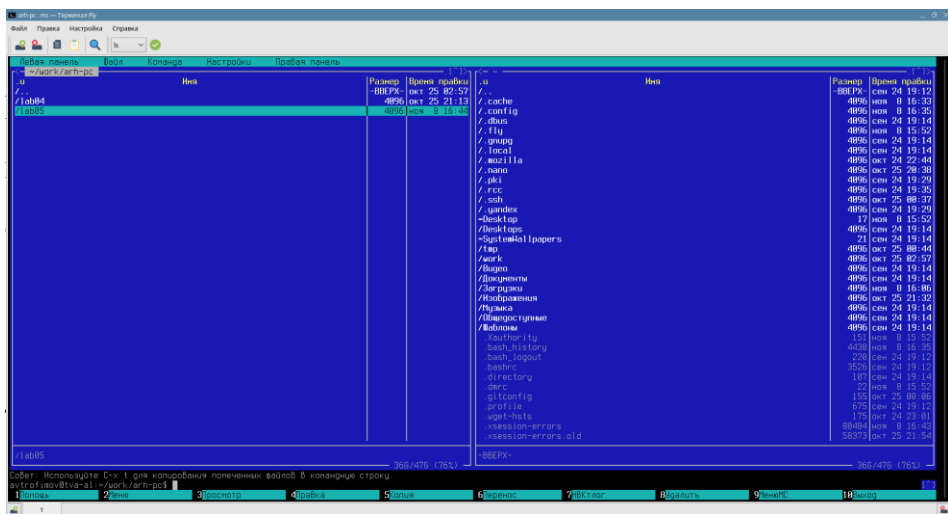 arh-pc : mc — Терминал Fly
Файл Правка Настройка Справка
Левая панель Файл Команда Настройки Правая панель
~/work/arh-pc
.и Имя Размер Время правки
/.. -ВВЕРХ- окт 25 02:57
/lab04 4096 окт 25 21:13
/lab05 4096 ноя 8 16:44
.и Имя Размер Время правки
/.. -ВВЕРХ- сен 24 19:12
/.cache 4096 ноя 8 16:33
/.config 4096 ноя 8 16:35
/.dbus 4096 сен 24 19:14
/.fly 4096 ноя 8 15:52
/.gnupg 4096 сен 24 19:14
/.local 4096 сен 24 19:14
/.mozilla 4096 окт 24 22:44
/.nano 4096 окт 25 20:38
/.pki 4096 сен 24 19:29
/.rcc 4096 сен 24 19:35
/.ssh 4096 окт 25 00:37
/.yandex 4096 сен 24 19:29
~Desktop 17 ноя 8 15:52
/Desktops 4096 сен 24 19:14
~SystemWallpapers 21 сен 24 19:14
/tmp 4096 окт 25 00:44
/work 4096 окт 25 02:57
/Видео 4096 сен 24 19:14
/Документы 4096 сен 24 19:14
/Загрузки 4096 ноя 8 16:06
/Изображения 4096 окт 25 21:32
/Музыка 4096 сен 24 19:14
/Общедоступные 4096 сен 24 19:14
/Шаблоны 4096 сен 24 19:14
.Xauthority 151 ноя 8 15:52
.bash_history 4438 ноя 8 16:35
.bash_logout 220 сен 24 19:12
.bashrc 3526 сен 24 19:12
.directory 107 сен 24 19:14
.dmrc 22 ноя 8 15:52
.gitconfig 155 окт 25 00:06
.profile 675 сен 24 19:12
.wget-hsts 175 окт 24 23:01
.xsession-errors 80404 ноя 8 16:43
.xsession-errors.old 58373 окт 25 21:54
/lab05
36G/47G (76%)
-ВВЕРХ-
36G/47G (76%)
Совет: Используйте C-x t для копирования помеченных файлов в командную строку.
avtrofimov@tva-al:~/work/arh-pc$
1Помощь 2Меню 3Просмотр 4Правка 5Копия 6Перенос 7НВКтлог 8Удалить 9МенюMC 10Выход
1